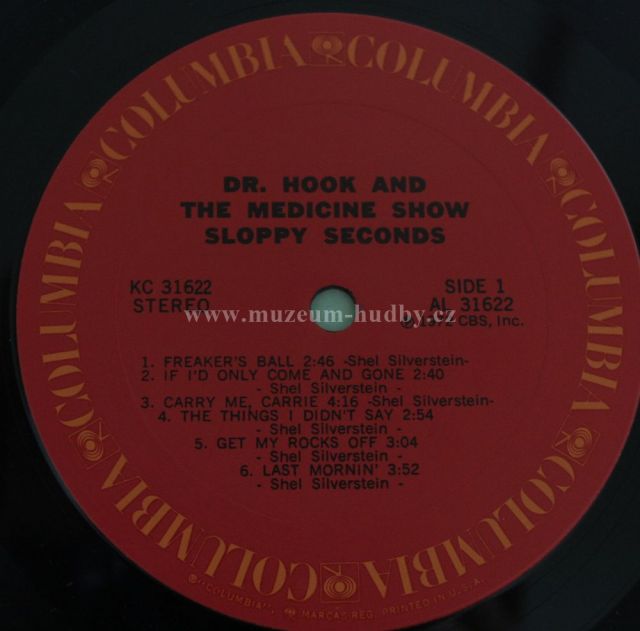 COLUMBIA COLUMBIA COLUMBIA COLUMBIA COLUMBIA COLUMBIA COLUMBIA COLUMBIA
DR. HOOK AND
THE MEDICINE SHOW
SLOPPY SECONDS
KC 31622
STEREO
SIDE 1
AL 31622
℗ 1972 CBS, Inc.
www.muzeum-hudby.cz
1. FREAKER'S BALL 2:46 -Shel Silverstein-
2. IF I'D ONLY COME AND GONE 2:40
- Shel Silverstein -
3. CARRY ME, CARRIE 4:16 -Shel Silverstein-
4. THE THINGS I DIDN'T SAY 2:54
- Shel Silverstein -
5. GET MY ROCKS OFF 3:04
- Shel Silverstein -
6. LAST MORNIN' 3:52
- Shel Silverstein -
®"COLUMBIA", MARCAS REG. PRINTED IN U.S.A.